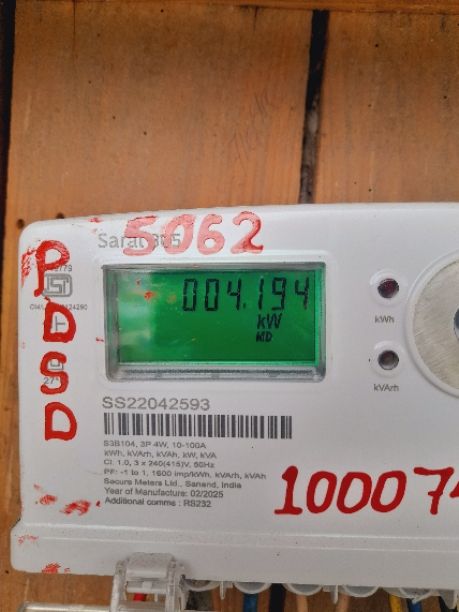 5062
Saral 305
PDSD
004.194
kW
MD
kWh
kVArh
SS22042593
S3B104, 3P 4W, 10-100A
kWh, kVArh, kVAh, kW, kVA
Cl. 1.0, 3 x 240(415)V, 50Hz
PF: -1 to 1, 1600 imp/kWh, kVArh, kVAh
Secure Meters Ltd., Sanand, India
Year of Manufacture: 02/2025
Additional comms : RS232